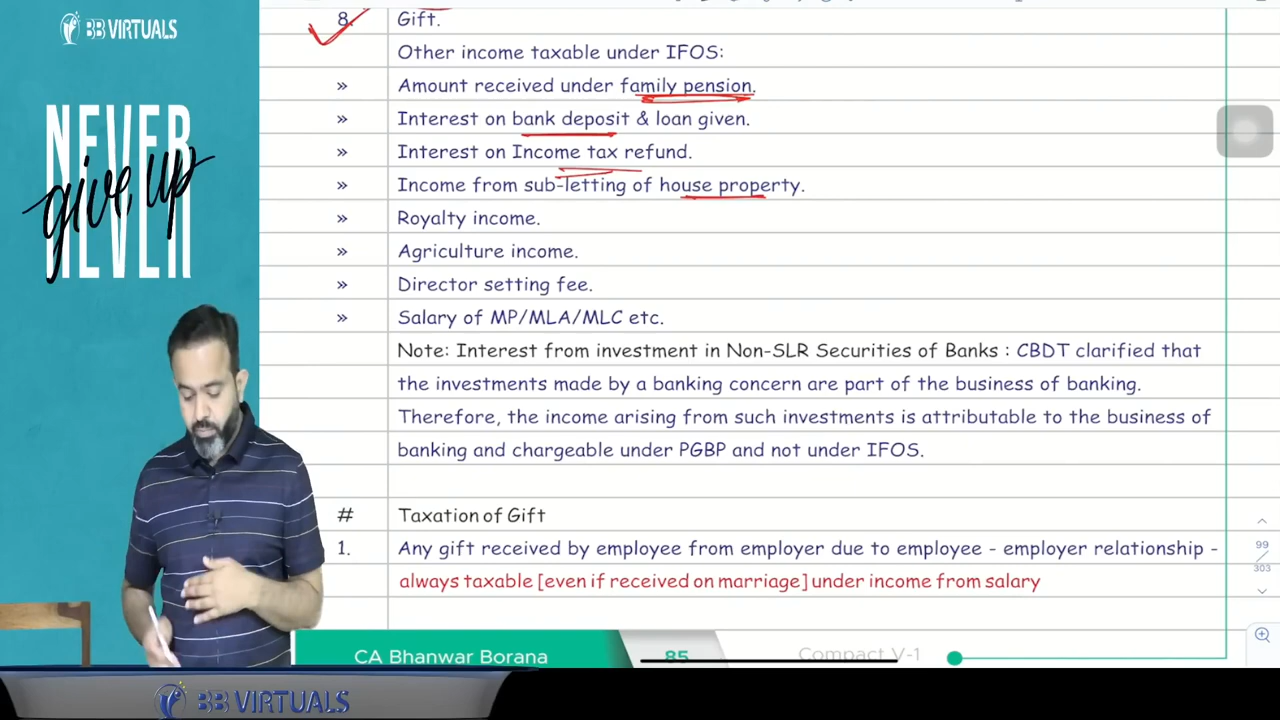 BB VIRTUALS
NEVER
give up
NEVER
8. Gift.
Other income taxable under IFOS:
» Amount received under family pension.
» Interest on bank deposit & loan given.
» Interest on Income tax refund.
» Income from sub-letting of house property.
» Royalty income.
» Agriculture income.
» Director setting fee.
» Salary of MP/MLA/MLC etc.
Note: Interest from investment in Non-SLR Securities of Banks : CBDT clarified that
the investments made by a banking concern are part of the business of banking.
Therefore, the income arising from such investments is attributable to the business of
banking and chargeable under PGBP and not under IFOS.
# Taxation of Gift
1. Any gift received by employee from employer due to employee - employer relationship -
always taxable [even if received on marriage] under income from salary
99
303
CA Bhanwar Borana
85
Compact V-1
BB VIRTUALS